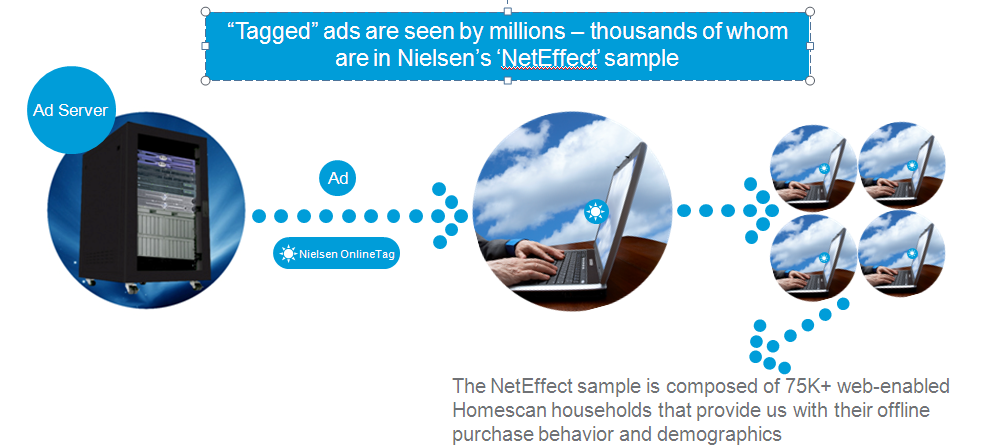 “Tagged” ads are seen by millions – thousands of whom
are in Nielsen’s ‘NetEffect’ sample
Ad Server
Ad
Nielsen OnlineTag
The NetEffect sample is composed of 75K+ web-enabled
Homescan households that provide us with their offline
purchase behavior and demographics